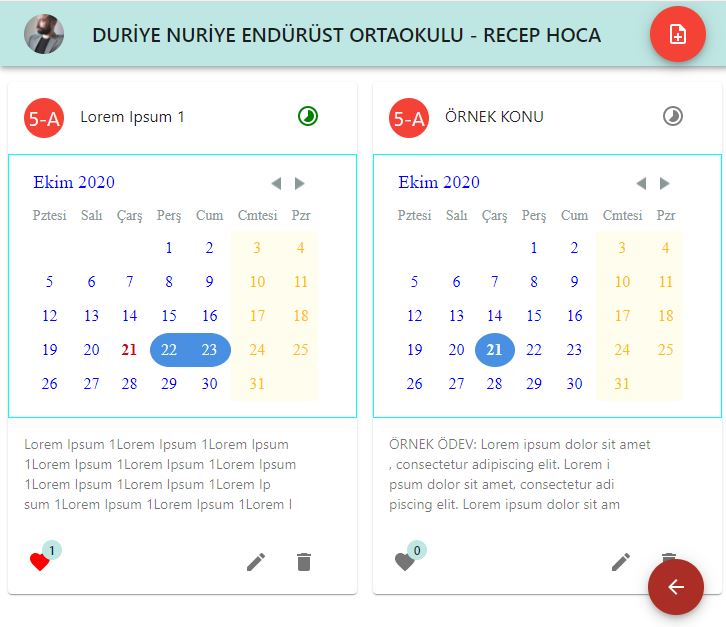 DURİYE NURİYE ENDÜRÜST ORTAOKULU - RECEP HOCA
5-A Lorem Ipsum 1
Ekim 2020
Pztesi Salı Çarş Perş Cum Cmtesi Pzr
1 2 3 4
5 6 7 8 9 10 11
12 13 14 15 16 17 18
19 20 21 22 23 24 25
26 27 28 29 30 31
Lorem Ipsum 1Lorem Ipsum 1Lorem Ipsum
1Lorem Ipsum 1Lorem Ipsum 1Lorem Ipsum
1Lorem Ipsum 1Lorem Ipsum 1Lorem Ip
sum 1Lorem Ipsum 1Lorem Ipsum 1Lorem I
1
5-A ÖRNEK KONU
Ekim 2020
Pztesi Salı Çarş Perş Cum Cmtesi Pzr
1 2 3 4
5 6 7 8 9 10 11
12 13 14 15 16 17 18
19 20 21 22 23 24 25
26 27 28 29 30 31
ÖRNEK ÖDEV: Lorem ipsum dolor sit amet
, consectetur adipiscing elit. Lorem i
psum dolor sit amet, consectetur adi
piscing elit. Lorem ipsum dolor sit am
0